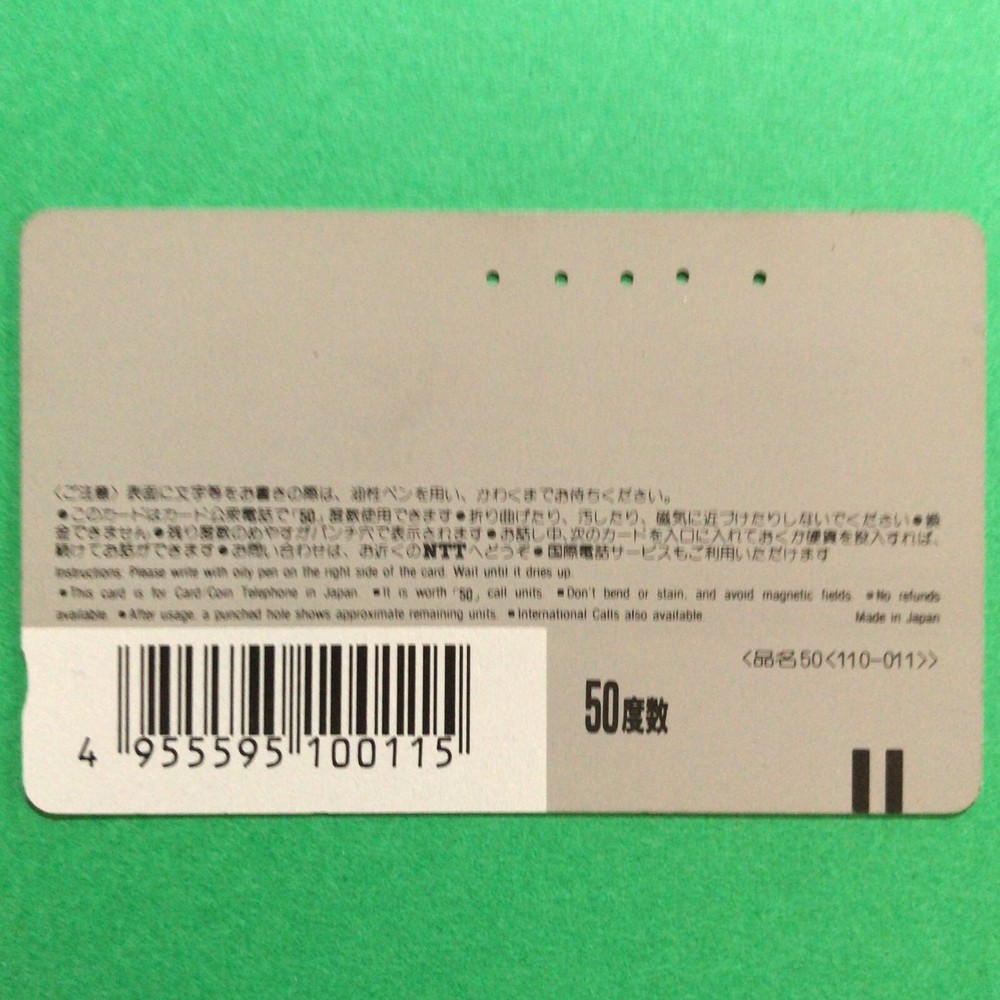 〈ご注意〉表面に文字等をお書きの際は、油性ペンを用い、かわくまでお待ちください。
●このカードはカード公衆電話で「50」度数使用できます●折り曲げたり、汚したり、磁気に近づけたりしないでください●換
金できません●残り度数のめやすがパンチ穴で表示されます●お話し中、次のカードを入口に入れておくか硬貨を投入すれば、
続けてお話ができます●お問い合わせは、お近くのNTTへどうぞ●国際電話サービスもご利用いただけます
Instructions: Please write with oily pen on the right side of the card. Wait until it dries up.
●This card is for Card/Coin Telephone in Japan. ●It is worth「50」call units. ●Don't bend or stain, and avoid magnetic fields. ●No refunds
available. ●After usage, a punched hole shows approximate remaining units. ●International Calls also available. Made in Japan
〈品名50〈110-011〉〉
50度数
4 955595 100115